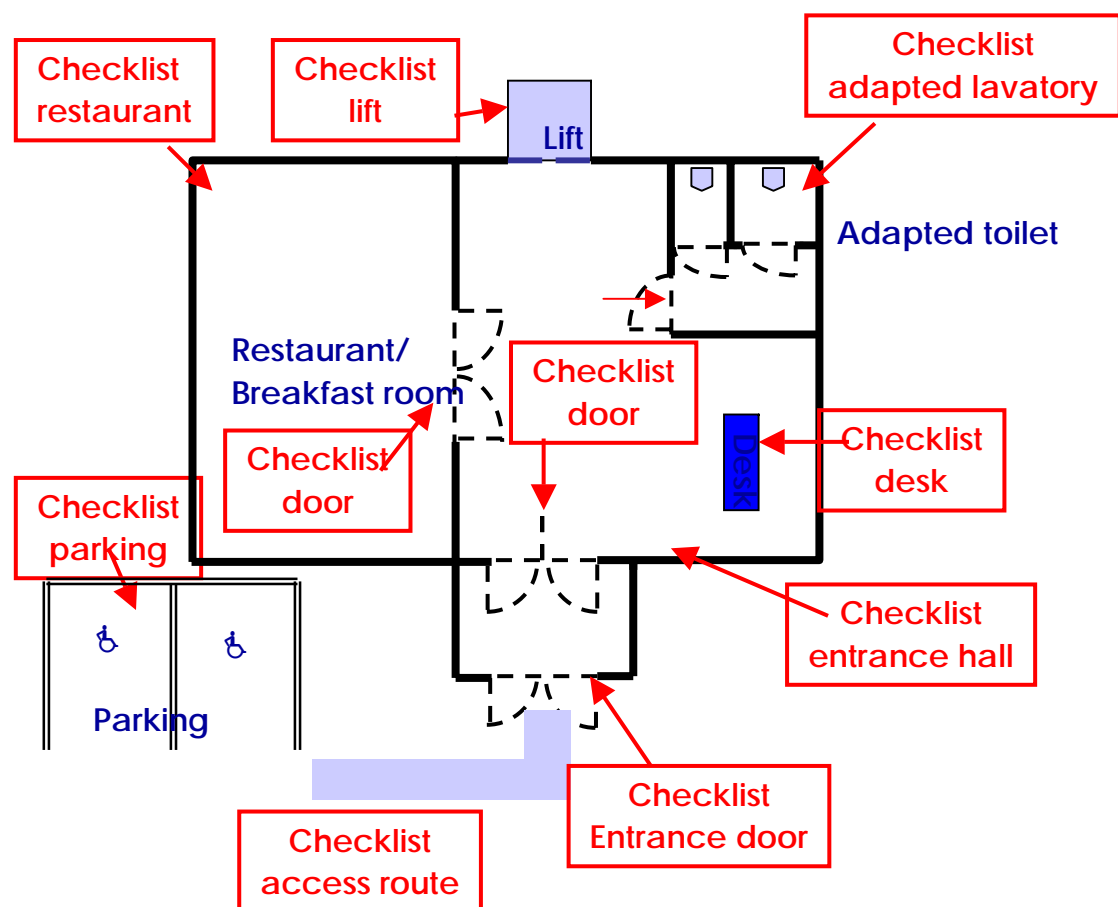 Checklist
restaurant
Checklist
lift
Checklist
adapted lavatory
Lift
Adapted toilet
Restaurant/
Breakfast room
Checklist
door
Checklist
door
Desk
Checklist
desk
Checklist
parking
Checklist
entrance hall
Parking
Checklist
Entrance door
Checklist
access route